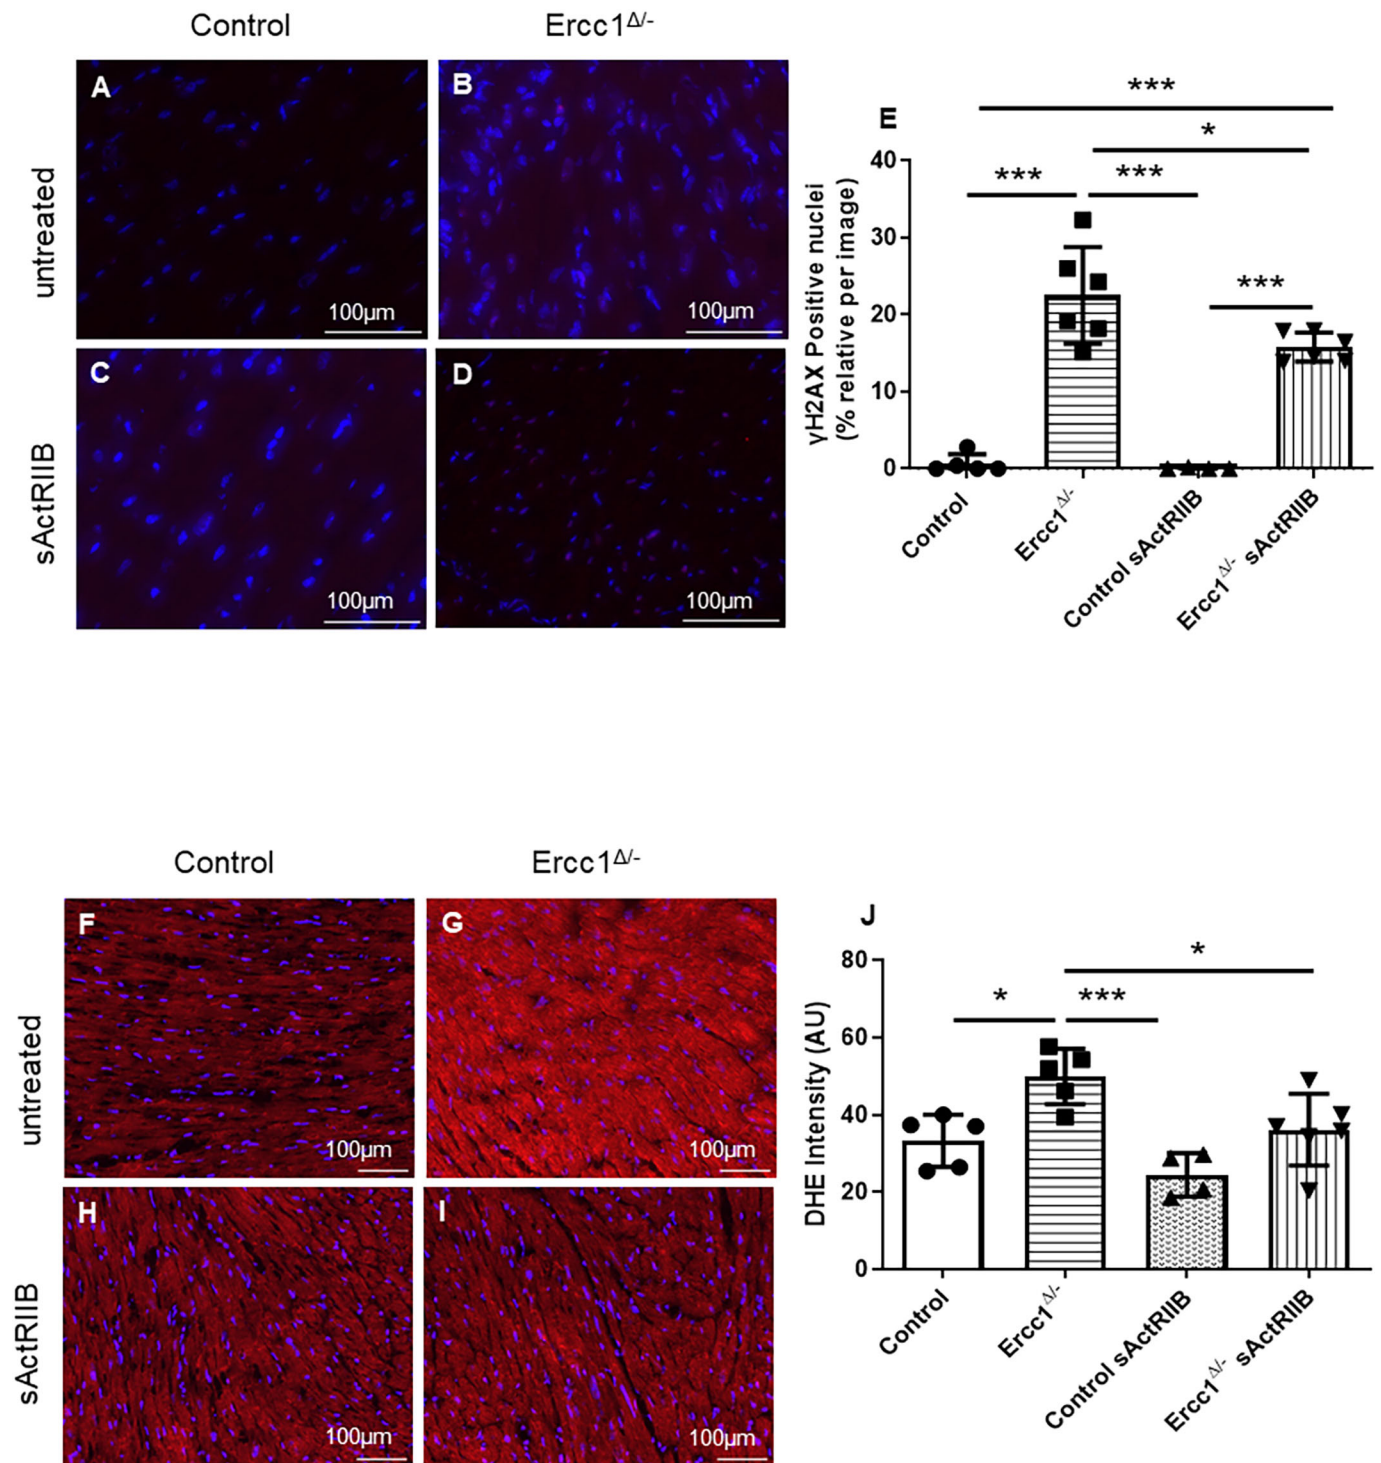 Control
Ercc1Δ/-
untreated
sActRIIB
A
100µm
B
100µm
C
100µm
D
100µm
E
γH2AX Positive nuclei
(% relative per image)
40
30
20
10
0
***
*
***
***
***
Control
Ercc1Δ/-
Control sActRIIB
Ercc1Δ/- sActRIIB
Control
Ercc1Δ/-
untreated
sActRIIB
F
100µm
G
100µm
H
100µm
I
100µm
J
DHE Intensity (AU)
80
60
40
20
0
*
*
***
Control
Ercc1Δ/-
Control sActRIIB
Ercc1Δ/- sActRIIB